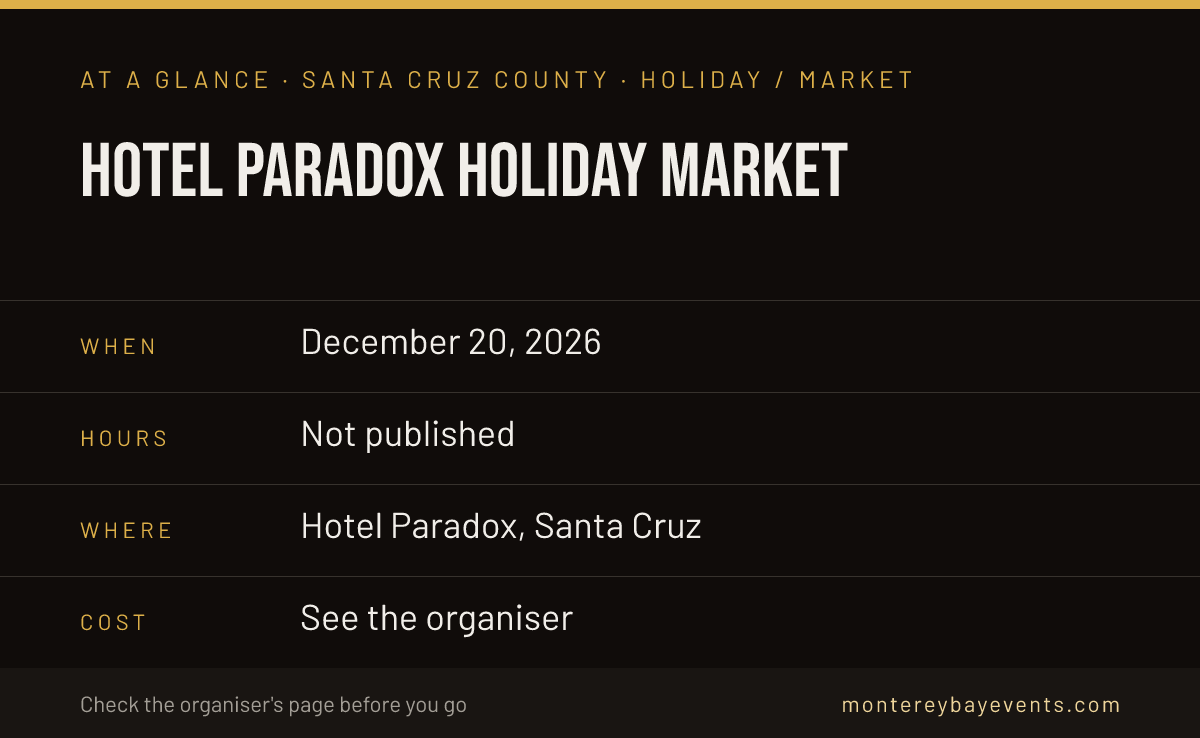 AT A GLANCE · SANTA CRUZ COUNTY · HOLIDAY / MARKET
HOTEL PARADOX HOLIDAY MARKET
WHEN December 20, 2026
HOURS Not published
WHERE Hotel Paradox, Santa Cruz
COST See the organiser
Check the organiser's page before you go montereybayevents.com